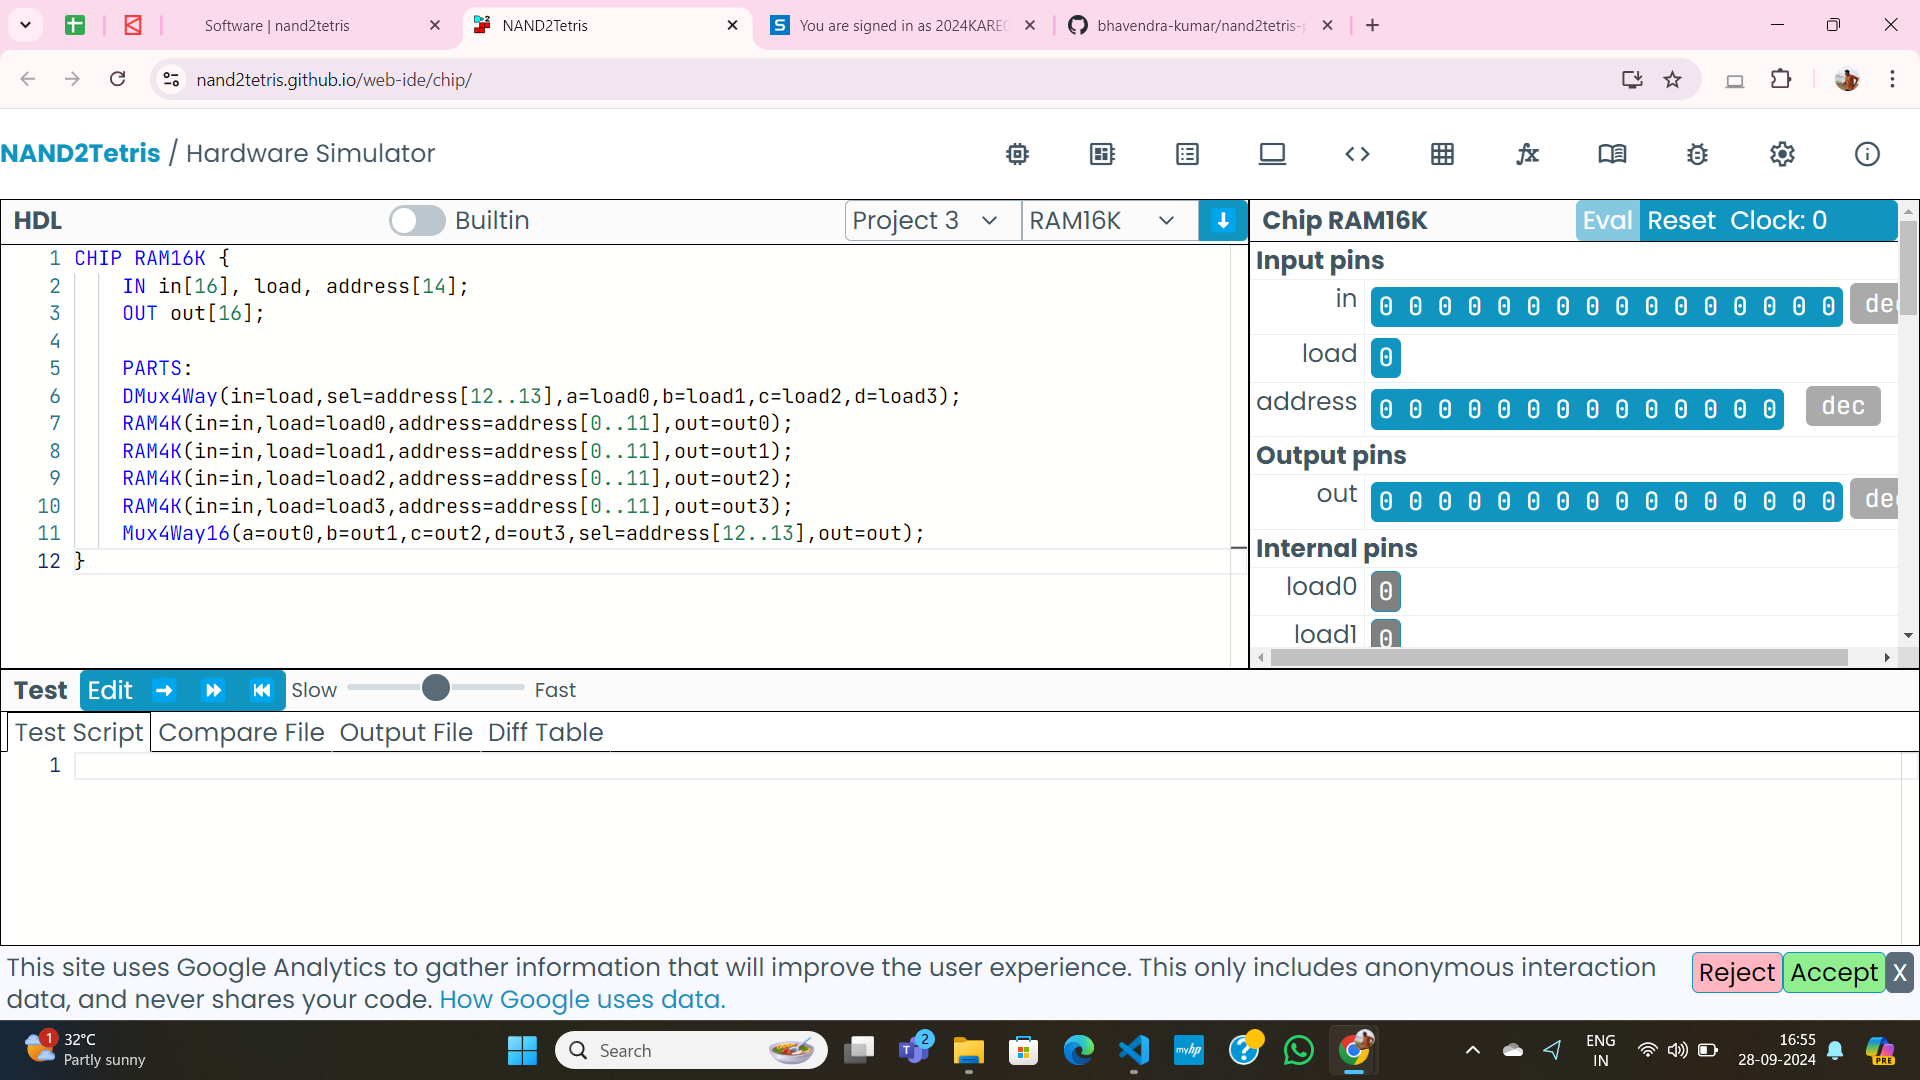 Software | nand2tetris
NAND2Tetris
You are signed in as 2024KARE
bhavendra-kumar/nand2tetris-p
nand2tetris.github.io/web-ide/chip/
NAND2Tetris / Hardware Simulator
HDL
Builtin
Project 3
RAM16K
1 CHIP RAM16K {
2 IN in[16], load, address[14];
3 OUT out[16];
4
5 PARTS:
6 DMux4Way(in=load,sel=address[12..13],a=load0,b=load1,c=load2,d=load3);
7 RAM4K(in=in,load=load0,address=address[0..11],out=out0);
8 RAM4K(in=in,load=load1,address=address[0..11],out=out1);
9 RAM4K(in=in,load=load2,address=address[0..11],out=out2);
10 RAM4K(in=in,load=load3,address=address[0..11],out=out3);
11 Mux4Way16(a=out0,b=out1,c=out2,d=out3,sel=address[12..13],out=out);
12 }
Chip RAM16K
Eval Reset Clock: 0
Input pins
in 0 0 0 0 0 0 0 0 0 0 0 0 0 0 0 0 dec
load 0
address 0 0 0 0 0 0 0 0 0 0 0 0 0 0 dec
Output pins
out 0 0 0 0 0 0 0 0 0 0 0 0 0 0 0 0 dec
Internal pins
load0 0
load1 0
Test Edit Slow Fast
Test Script Compare File Output File Diff Table
1
This site uses Google Analytics to gather information that will improve the user experience. This only includes anonymous interaction
data, and never shares your code. How Google uses data.
Reject Accept X
1
32°C
Partly sunny
Search
2
myhp
ENG
IN
16:55
28-09-2024
PRE